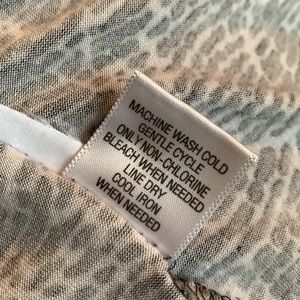 MACHINE WASH COLD
GENTLE CYCLE
ONLY NON-CHLORINE
BLEACH WHEN NEEDED
LINE DRY
COOL IRON
WHEN NEEDED